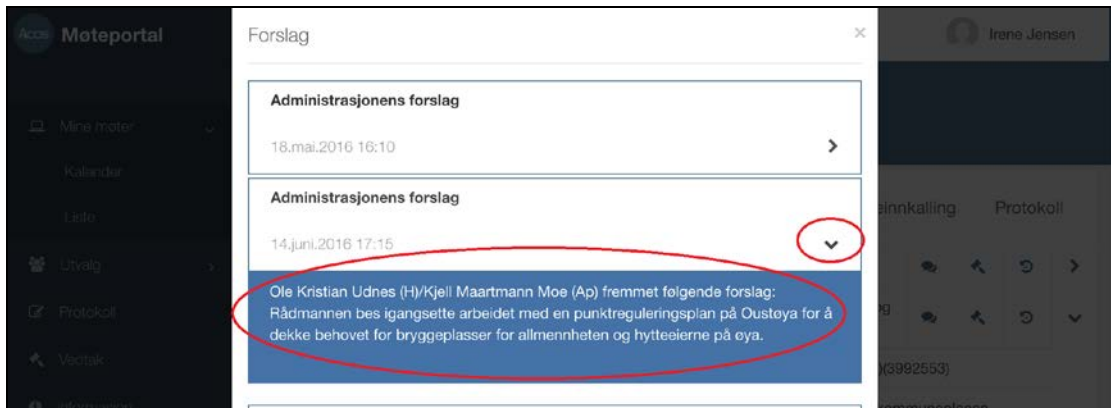 Acos Møteportal
Forslag
×
Irene Jensen
Administrasjonens forslag
18.mai.2016 16:10
Mine møter
Kalender
Liste
Administrasjonens forslag
14.juni.2016 17:15
einnkalling Protokoll
Utvalg
Ole Kristian Udnes (H)/Kjell Maartmann Moe (Ap) fremmet følgende forslag:
Rådmannen bes igangsette arbeidet med en punktreguleringsplan på Oustøya for å
dekke behovet for bryggeplasser for allmennheten og hytteeierne på øya.
Protokoll
Vedtak
)(3992553)